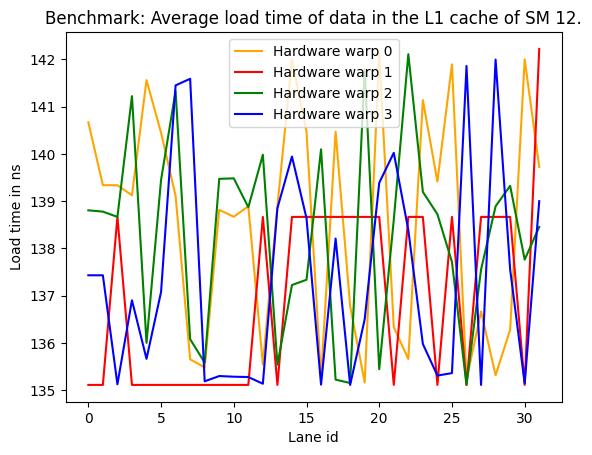 Benchmark: Average load time of data in the L1 cache of SM 12.
Hardware warp 0
Hardware warp 1
Hardware warp 2
Hardware warp 3
142
141
140
139
138
137
136
135
Load time in ns
0 5 10 15 20 25 30
Lane id